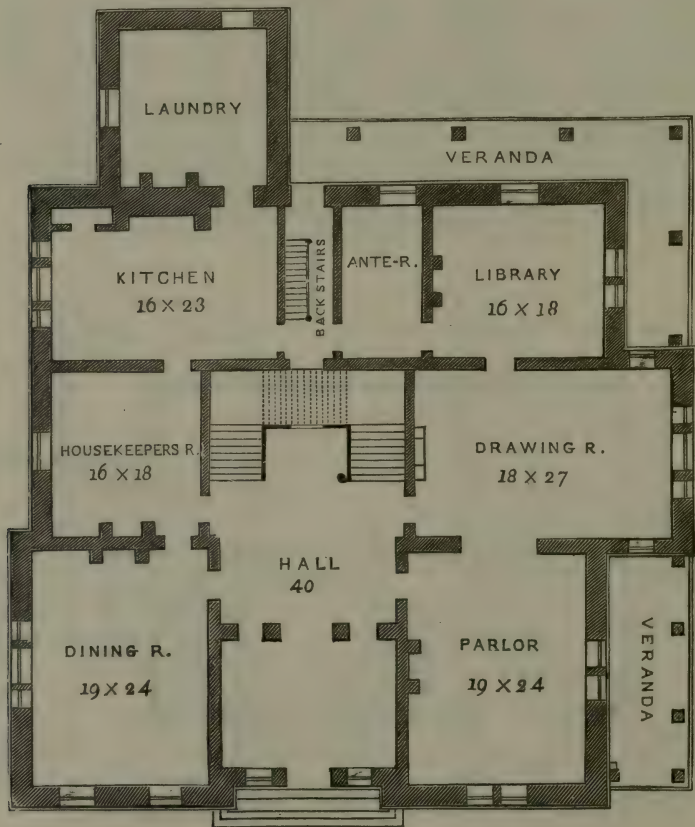 LAUNDRY
VERANDA
KITCHEN
16 X 23
BACK STAIRS
ANTE-R.
LIBRARY
16 X 18
HOUSEKEEPERS R.
16 X 18
DRAWING R.
18 X 27
HALL
40
DINING R.
19 X 24
PARLOR
19 X 24
VERANDA